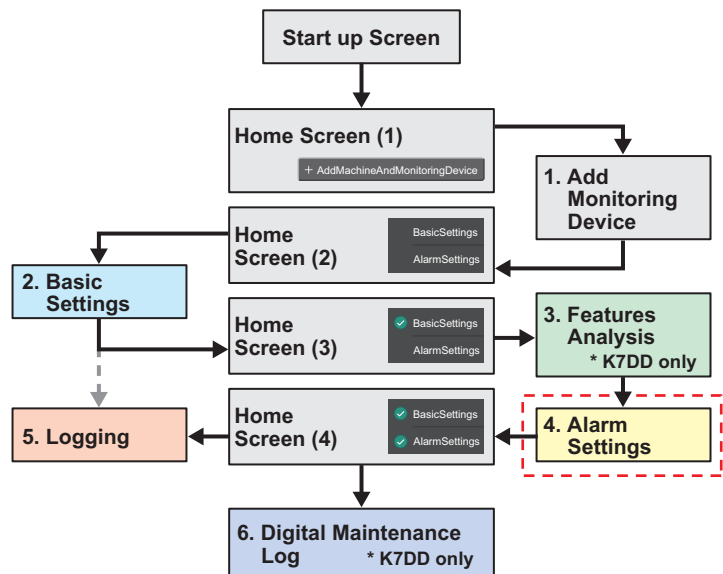 Start up Screen
Home Screen (1)
+ AddMachineAndMonitoringDevice
1. Add
Monitoring
Device
Home
Screen (2)
BasicSettings
AlarmSettings
2. Basic
Settings
Home
Screen (3)
BasicSettings
AlarmSettings
3. Features
Analysis
* K7DD only
Home
Screen (4)
BasicSettings
AlarmSettings
4. Alarm
Settings
5. Logging
6. Digital Maintenance
Log * K7DD only